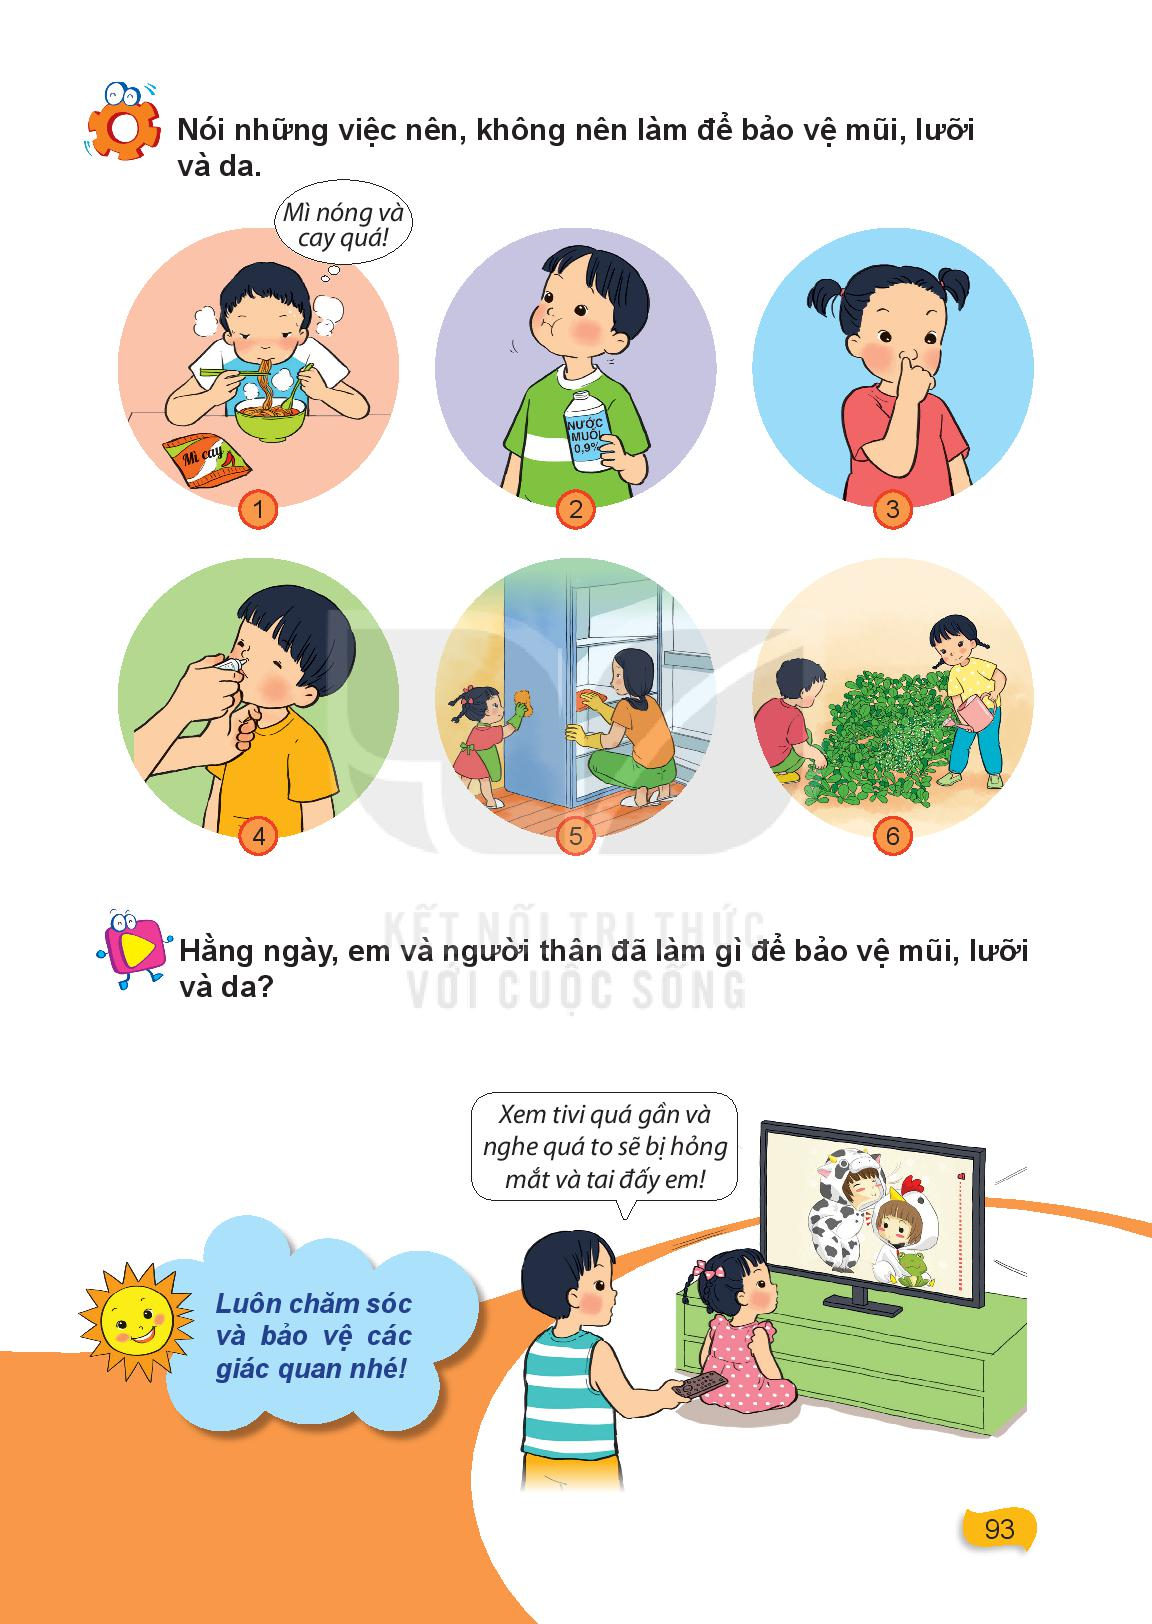 Nói những việc nên, không nên làm để bảo vệ mũi, lưỡi
và da.
Mì nóng và
cay quá!
Mì cay
NƯỚC
MUỐI
0,9%
1
2
3
4
5
6
KẾT NỐI TRI THỨC
VỚI CUỘC SỐNG
Hằng ngày, em và người thân đã làm gì để bảo vệ mũi, lưỡi
và da?
Xem tivi quá gần và
nghe quá to sẽ bị hỏng
mắt và tai đấy em!
Luôn chăm sóc
và bảo vệ các
giác quan nhé!
93